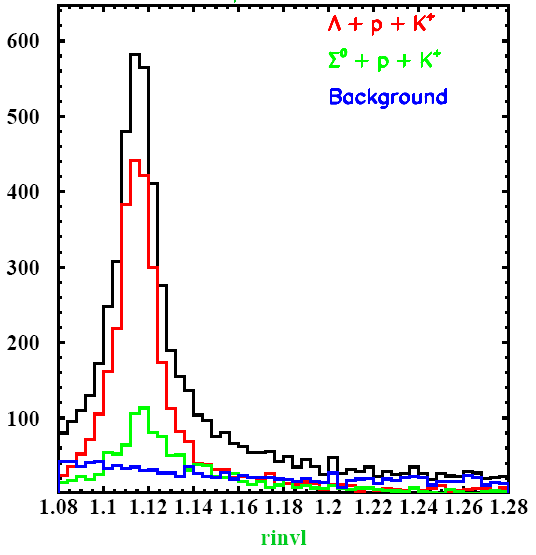 Λ + p + K⁺
Σ⁰ + p + K⁺
Background
600
500
400
300
200
100
1.08 1.1 1.12 1.14 1.16 1.18 1.2 1.22 1.24 1.26 1.28
rinvl